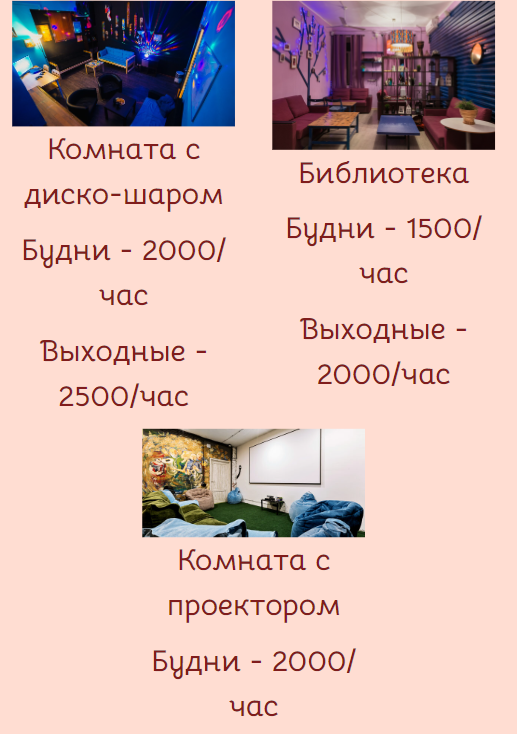 Комната с
диско-шаром
Будни - 2000/
час
Выходные -
2500/час
Библиотека
Будни - 1500/
час
Выходные -
2000/час
Комната с
проектором
Будни - 2000/
час